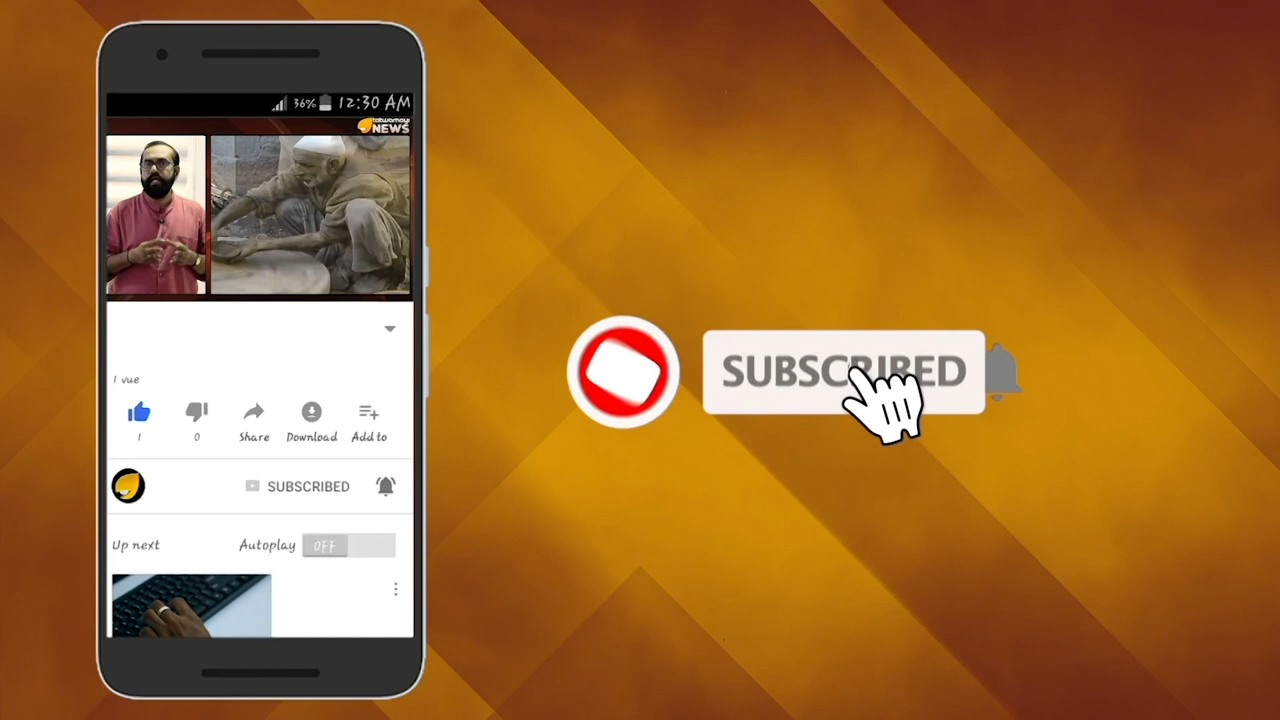 36% 12:30 AM
tatwamayi
NEWS
1 vue
1
0
Share
Download
Add to
SUBSCRIBED
Up next
Autoplay
OFF
SUBSCRIBED